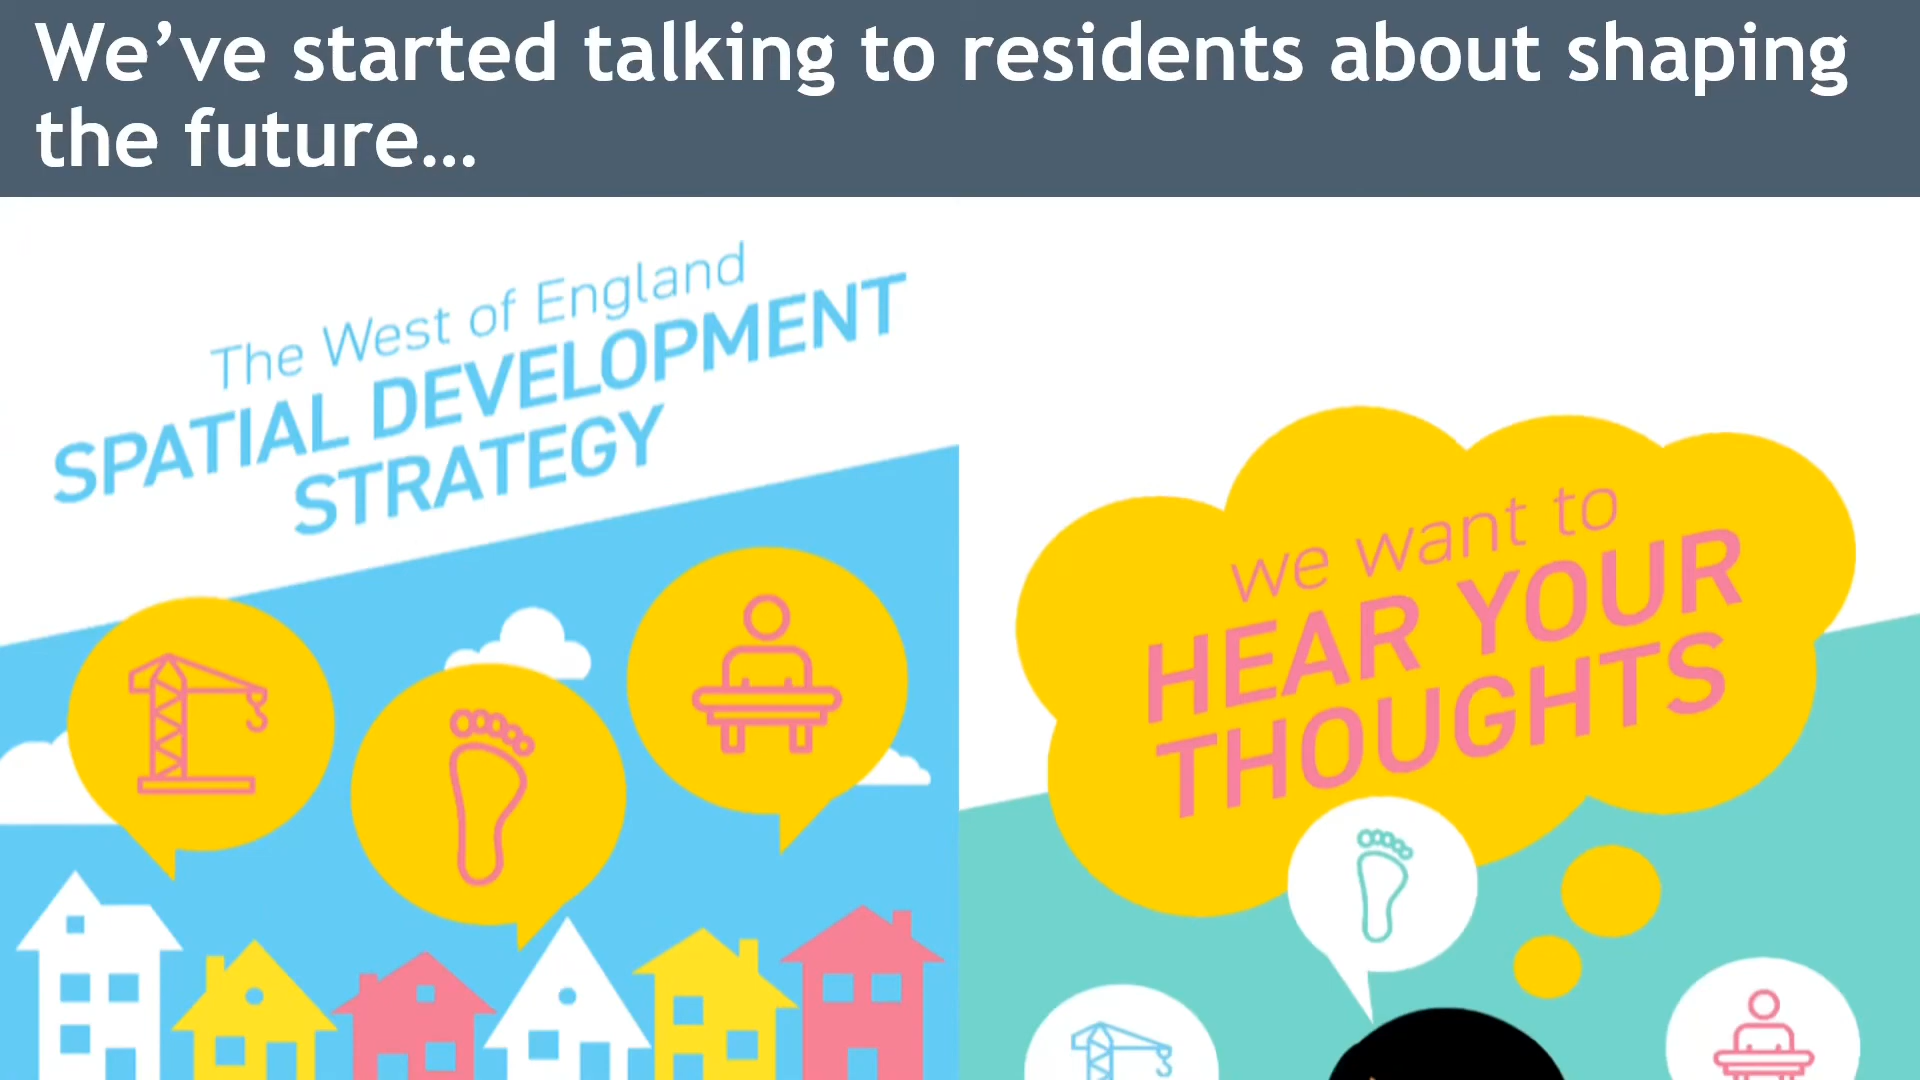 We’ve started talking to residents about shaping
the future…
The West of England
SPATIAL DEVELOPMENT
STRATEGY
we want to
HEAR YOUR
THOUGHTS